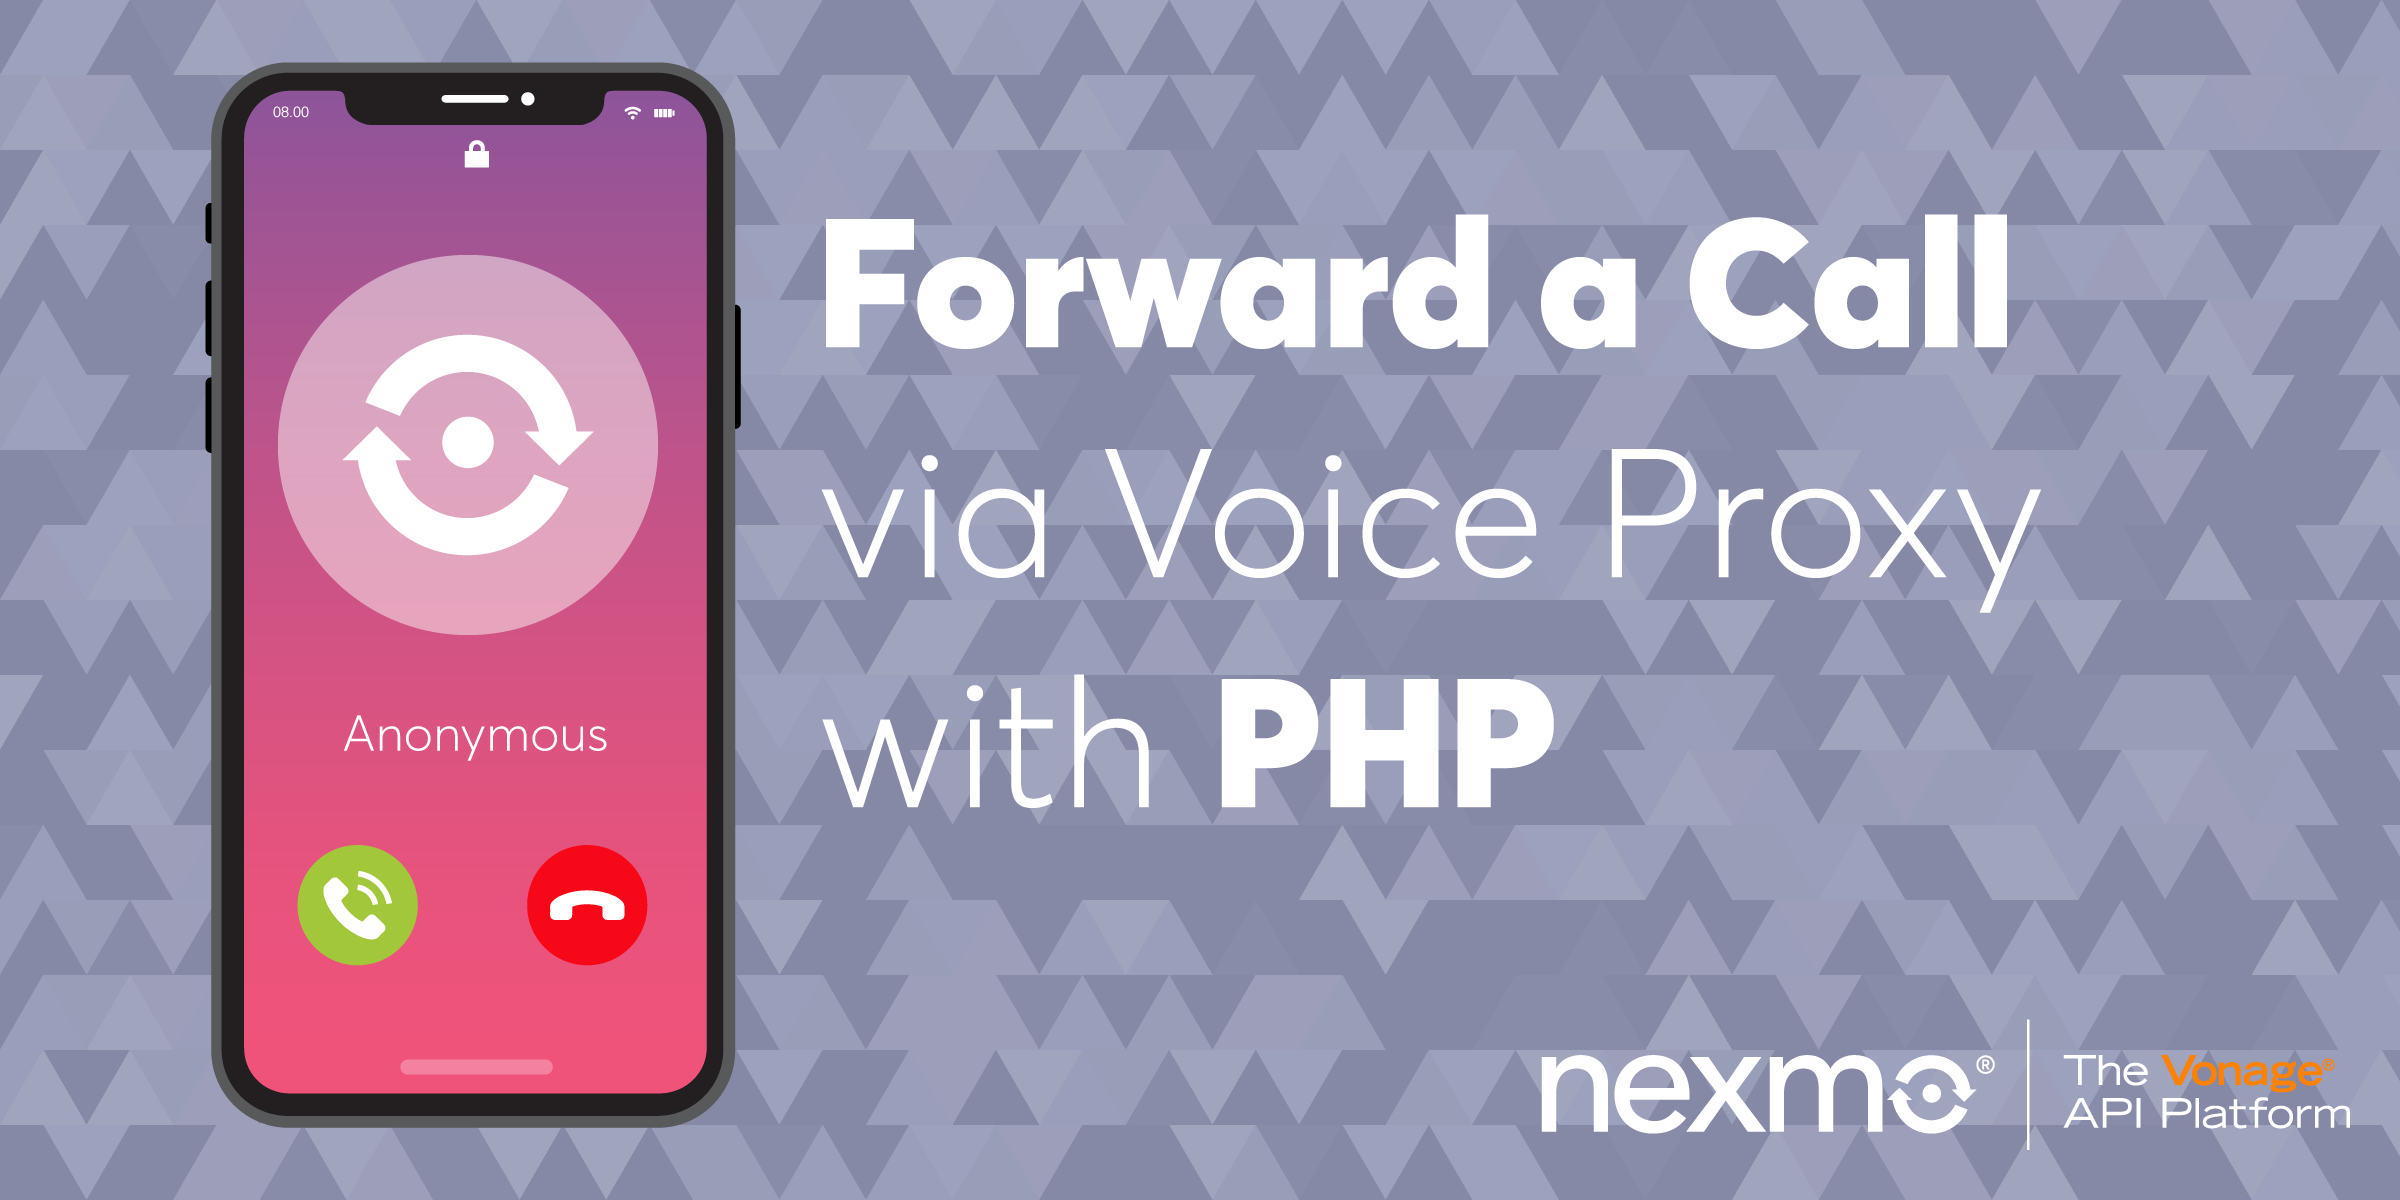 08.00
Anonymous
Forward a Call
via Voice Proxy
with PHP
nexmo®
The Vonage®
API Platform